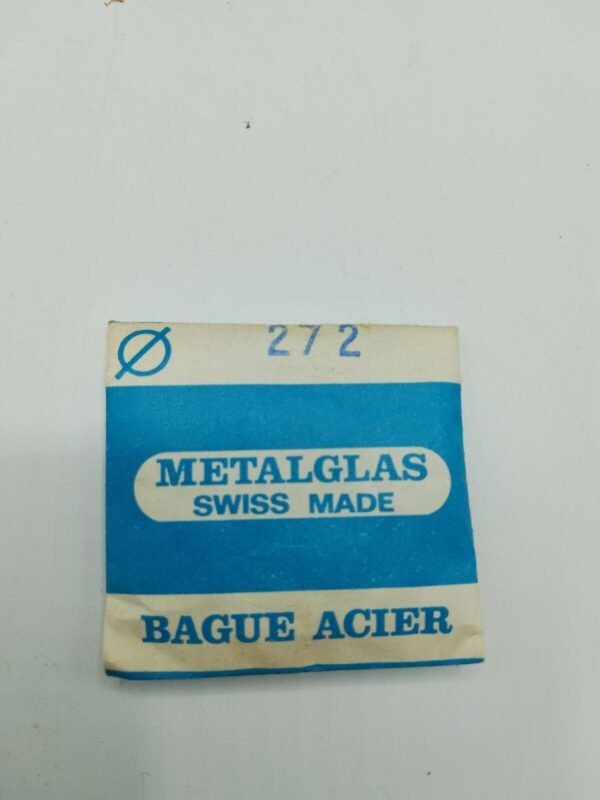 Ø 272
METALGLAS
SWISS MADE
BAGUE ACIER